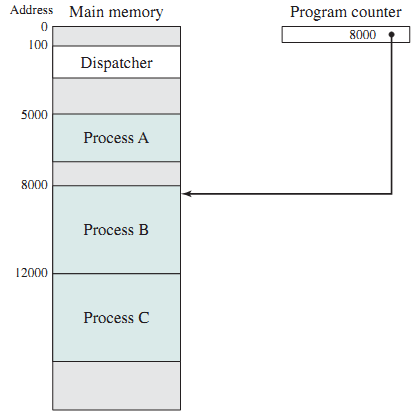 Address Main memory Program counter
0
8000
100
Dispatcher
5000
Process A
8000
Process B
12000
Process C